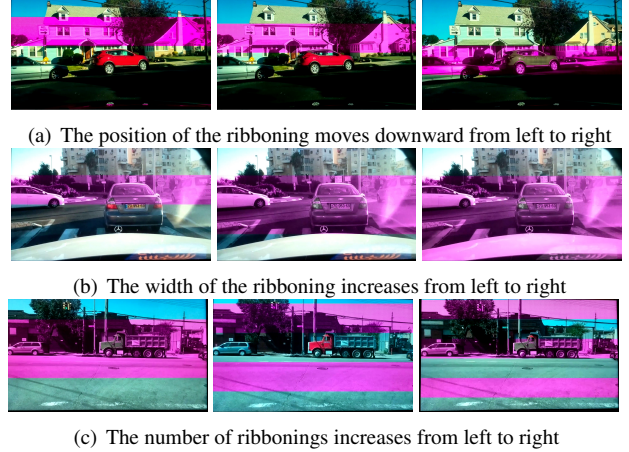 (a) The position of the ribboning moves downward from left to right
(b) The width of the ribboning increases from left to right
(c) The number of ribbonings increases from left to right